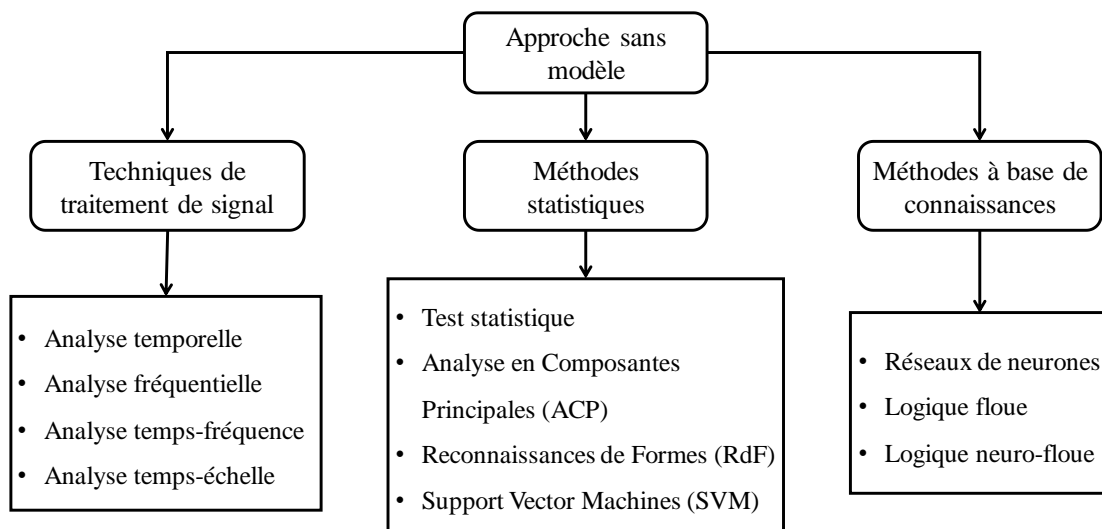 Approche sans
modèle
Techniques de
traitement de signal
Méthodes
statistiques
Méthodes à base de
connaissances
• Analyse temporelle
• Analyse fréquentielle
• Analyse temps-fréquence
• Analyse temps-échelle
• Test statistique
• Analyse en Composantes
Principales (ACP)
• Reconnaissances de Formes (RdF)
• Support Vector Machines (SVM)
• Réseaux de neurones
• Logique floue
• Logique neuro-floue